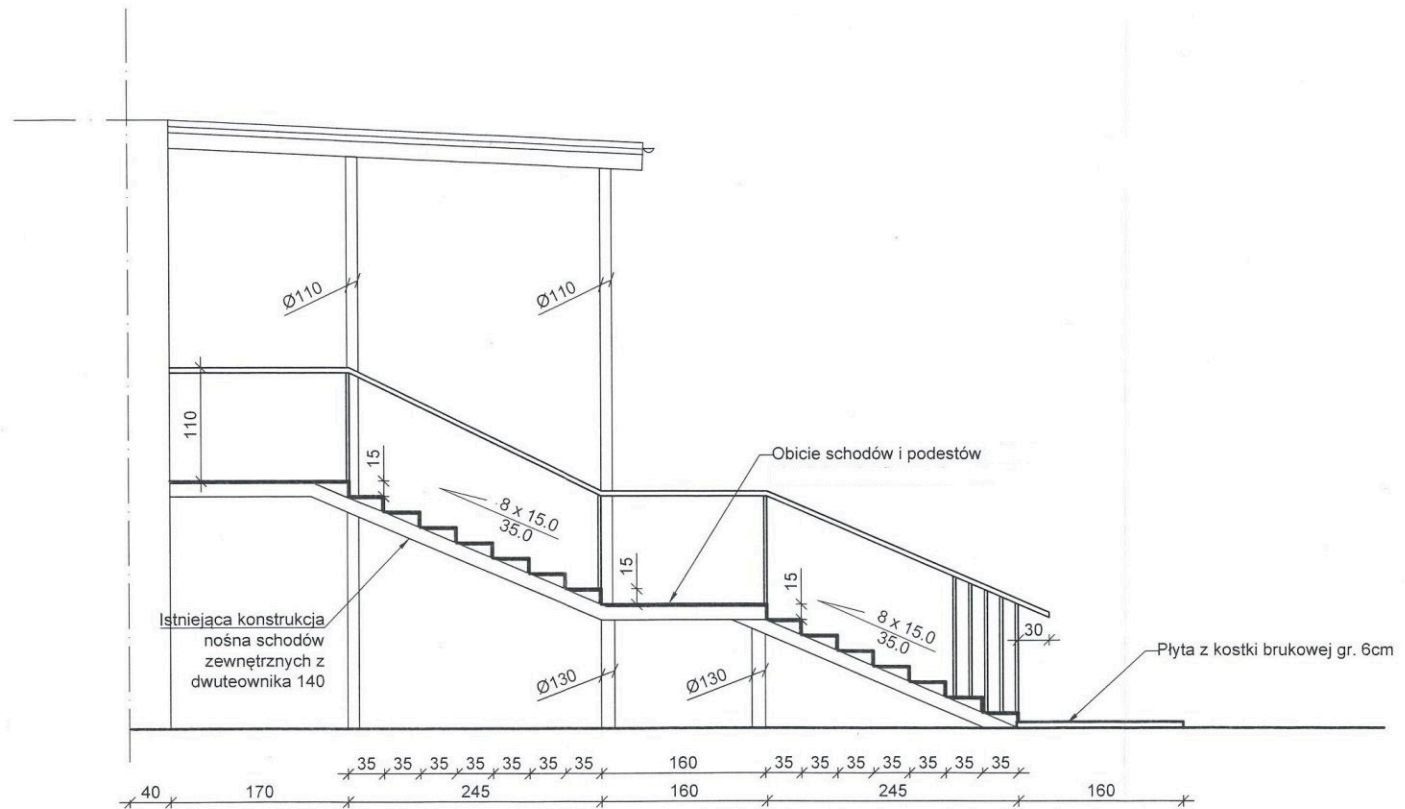 Ø110
Ø110
110
15
8 x 15.0
35.0
Obicie schodów i podestów
15
15
8 x 15.0
35.0
30
Istniejąca konstrukcja
nośna schodów
zewnętrznych z
dwuteownika 140
Ø130
Ø130
Płyta z kostki brukowej gr. 6cm
35 35 35 35 35 35 35 160 35 35 35 35 35 35 35
40 170 245 160 245 160